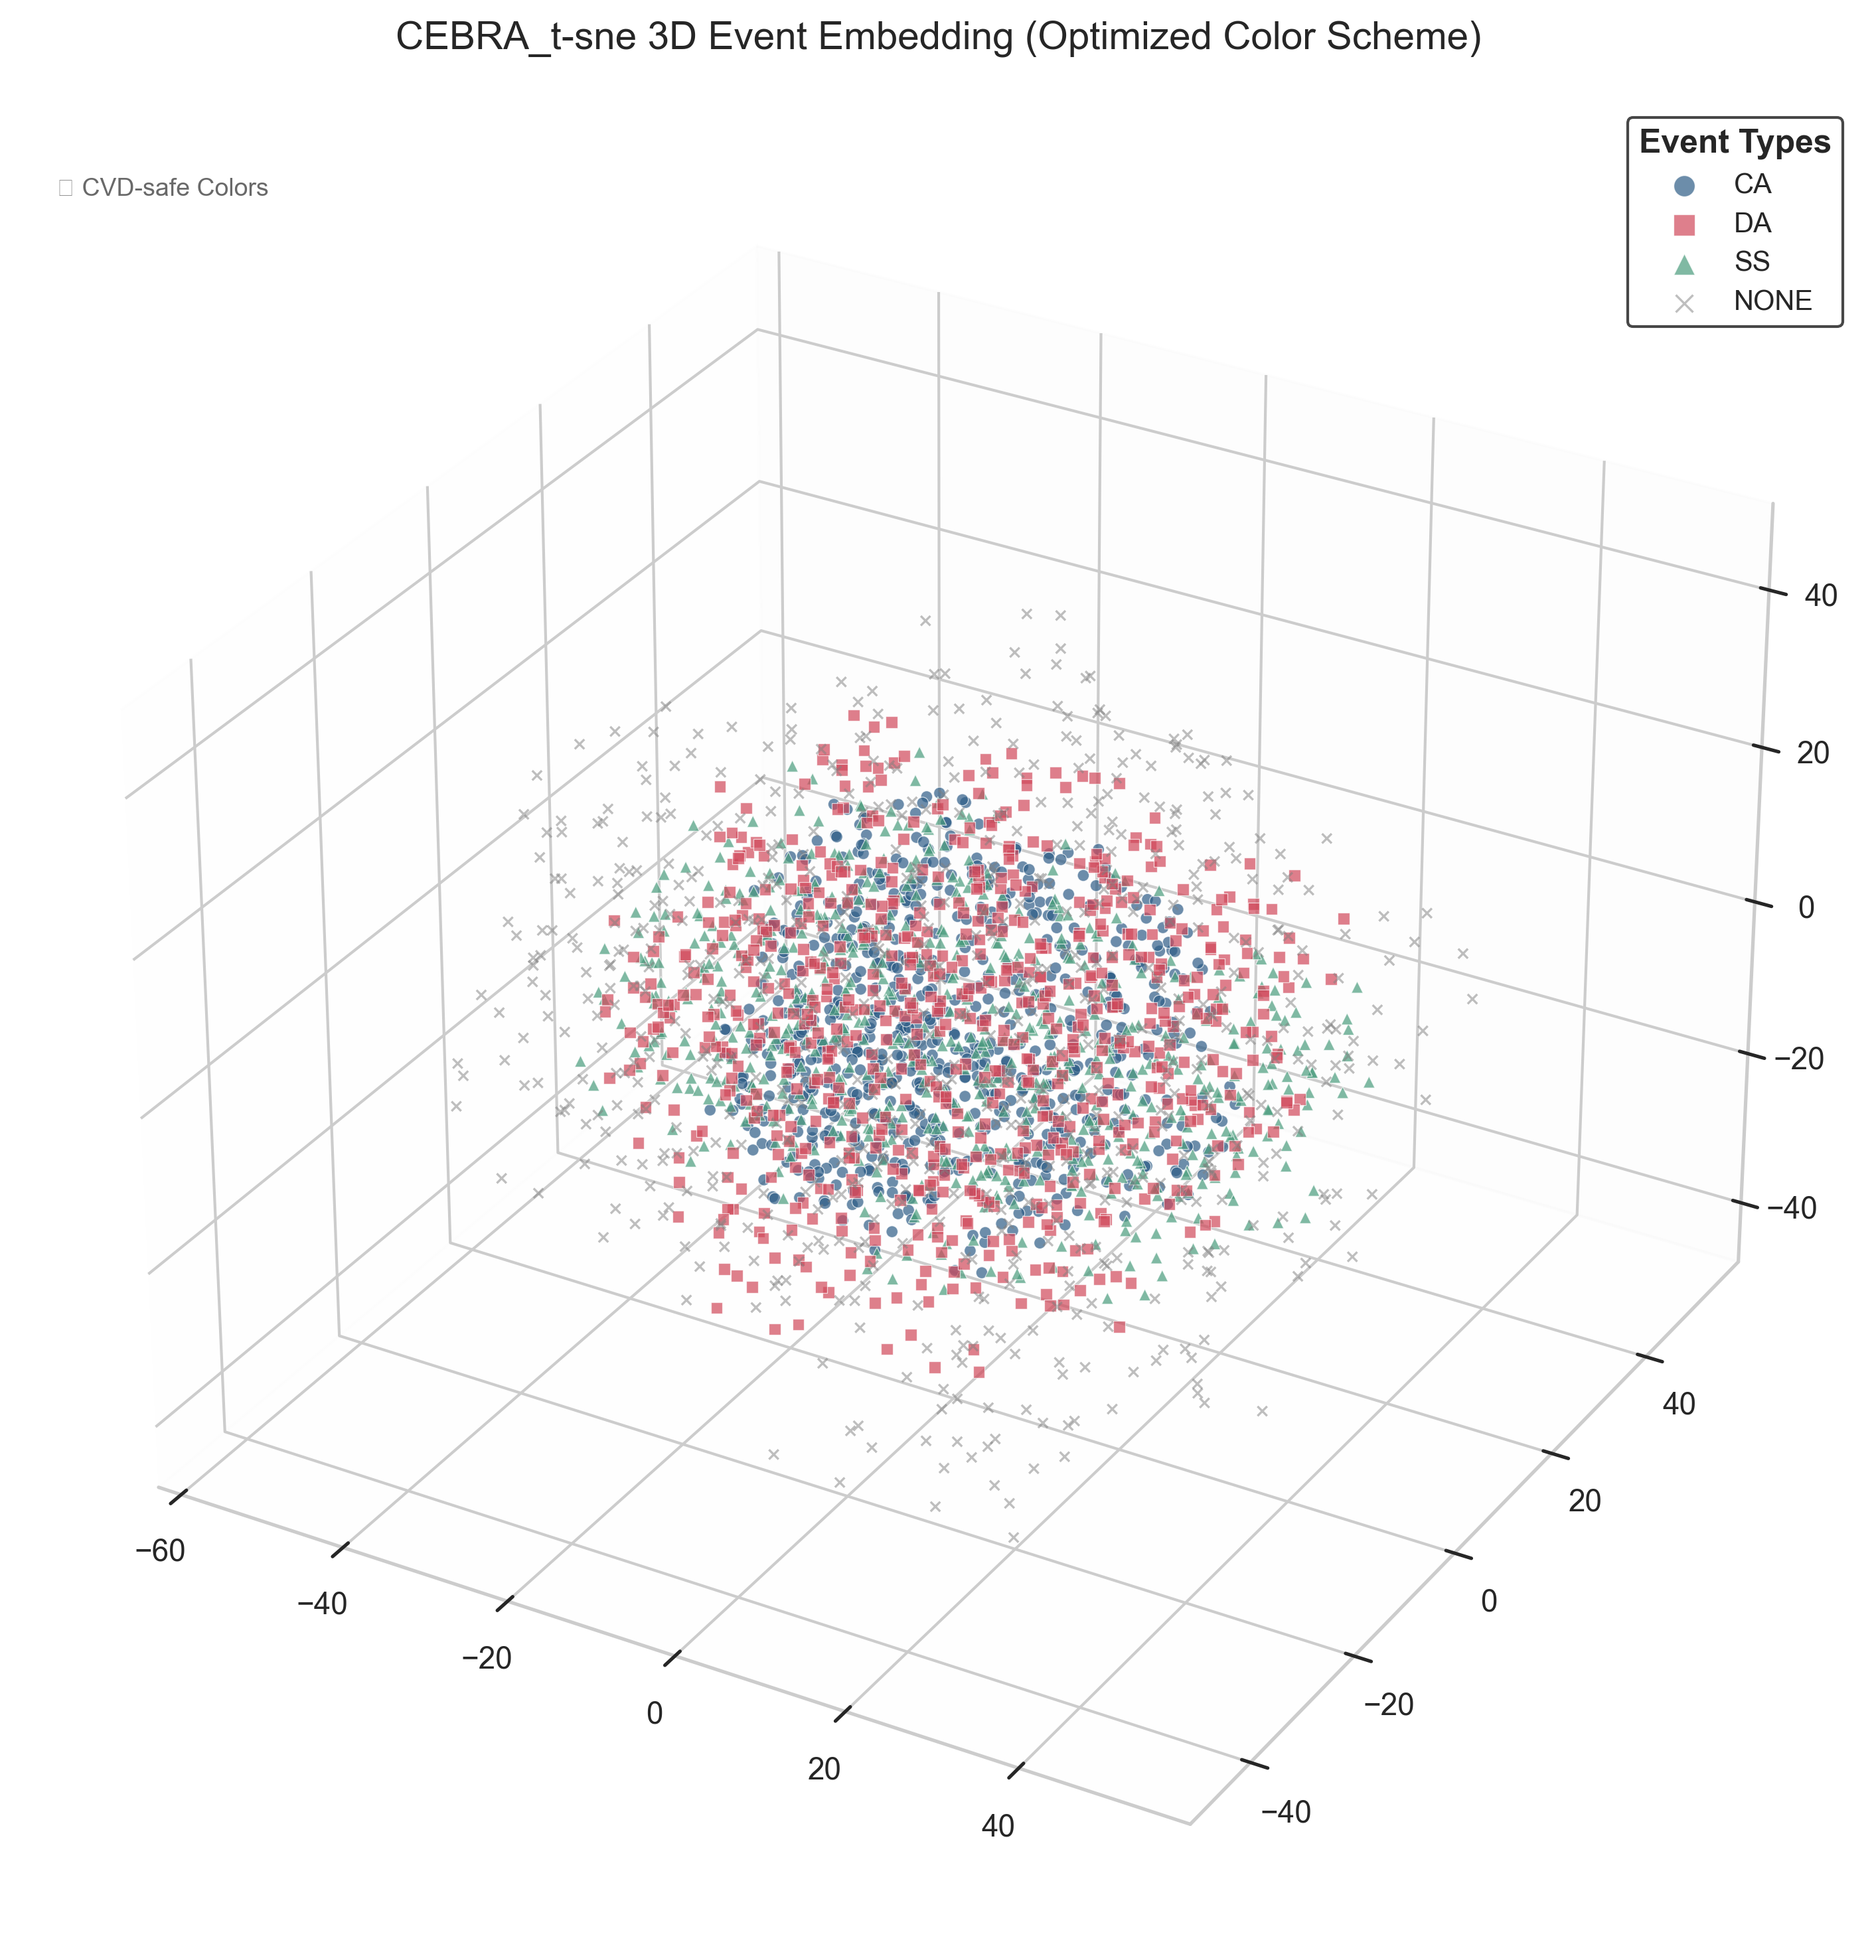 CEBRA_t-sne 3D Event Embedding (Optimized Color Scheme)
Event Types
CA
DA
SS
NONE
CVD-safe Colors
40
20
0
−20
−40
40
20
0
−20
−40
−60
−40
−20
0
20
40